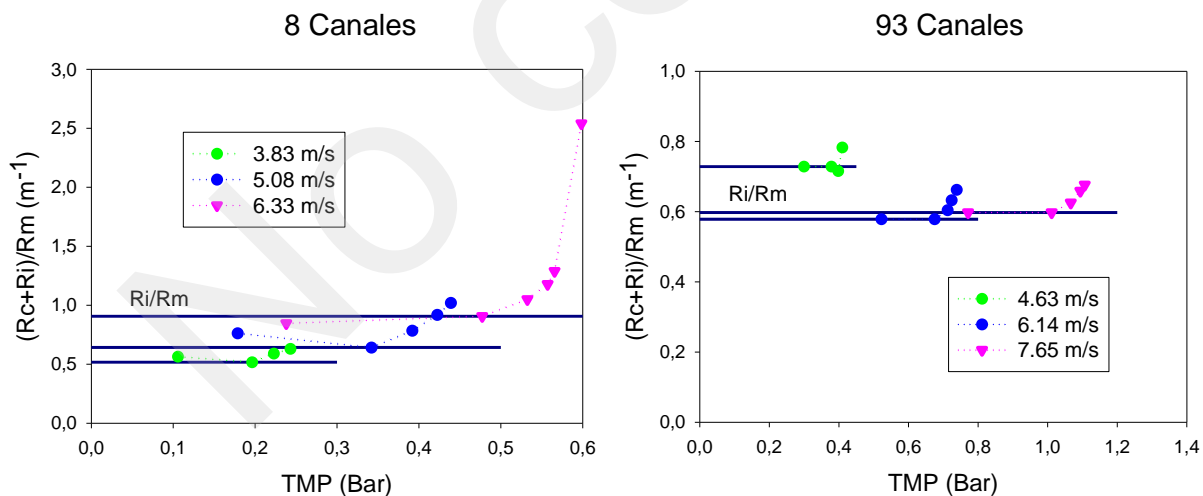 8 Canales
(Rc+Ri)/Rm (m⁻¹)
3,0
2,5
2,0
1,5
1,0
0,5
0,0
3.83 m/s
5.08 m/s
6.33 m/s
Ri/Rm
0,0 0,1 0,2 0,3 0,4 0,5 0,6
TMP (Bar)
93 Canales
(Rc+Ri)/Rm (m⁻¹)
1,0
0,8
0,6
0,4
0,2
0,0
Ri/Rm
4.63 m/s
6.14 m/s
7.65 m/s
0,0 0,2 0,4 0,6 0,8 1,0 1,2 1,4
TMP (Bar)
No co